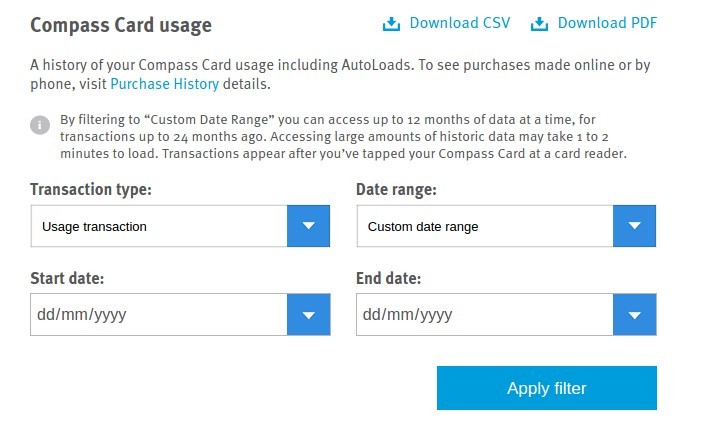 Compass Card usage
Download CSV
Download PDF
A history of your Compass Card usage including AutoLoads. To see purchases made online or by
phone, visit Purchase History details.
By filtering to “Custom Date Range” you can access up to 12 months of data at a time, for
transactions up to 24 months ago. Accessing large amounts of historic data may take 1 to 2
minutes to load. Transactions appear after you’ve tapped your Compass Card at a card reader.
Transaction type:
Date range:
Usage transaction
Custom date range
Start date:
End date:
dd/mm/yyyy
dd/mm/yyyy
Apply filter